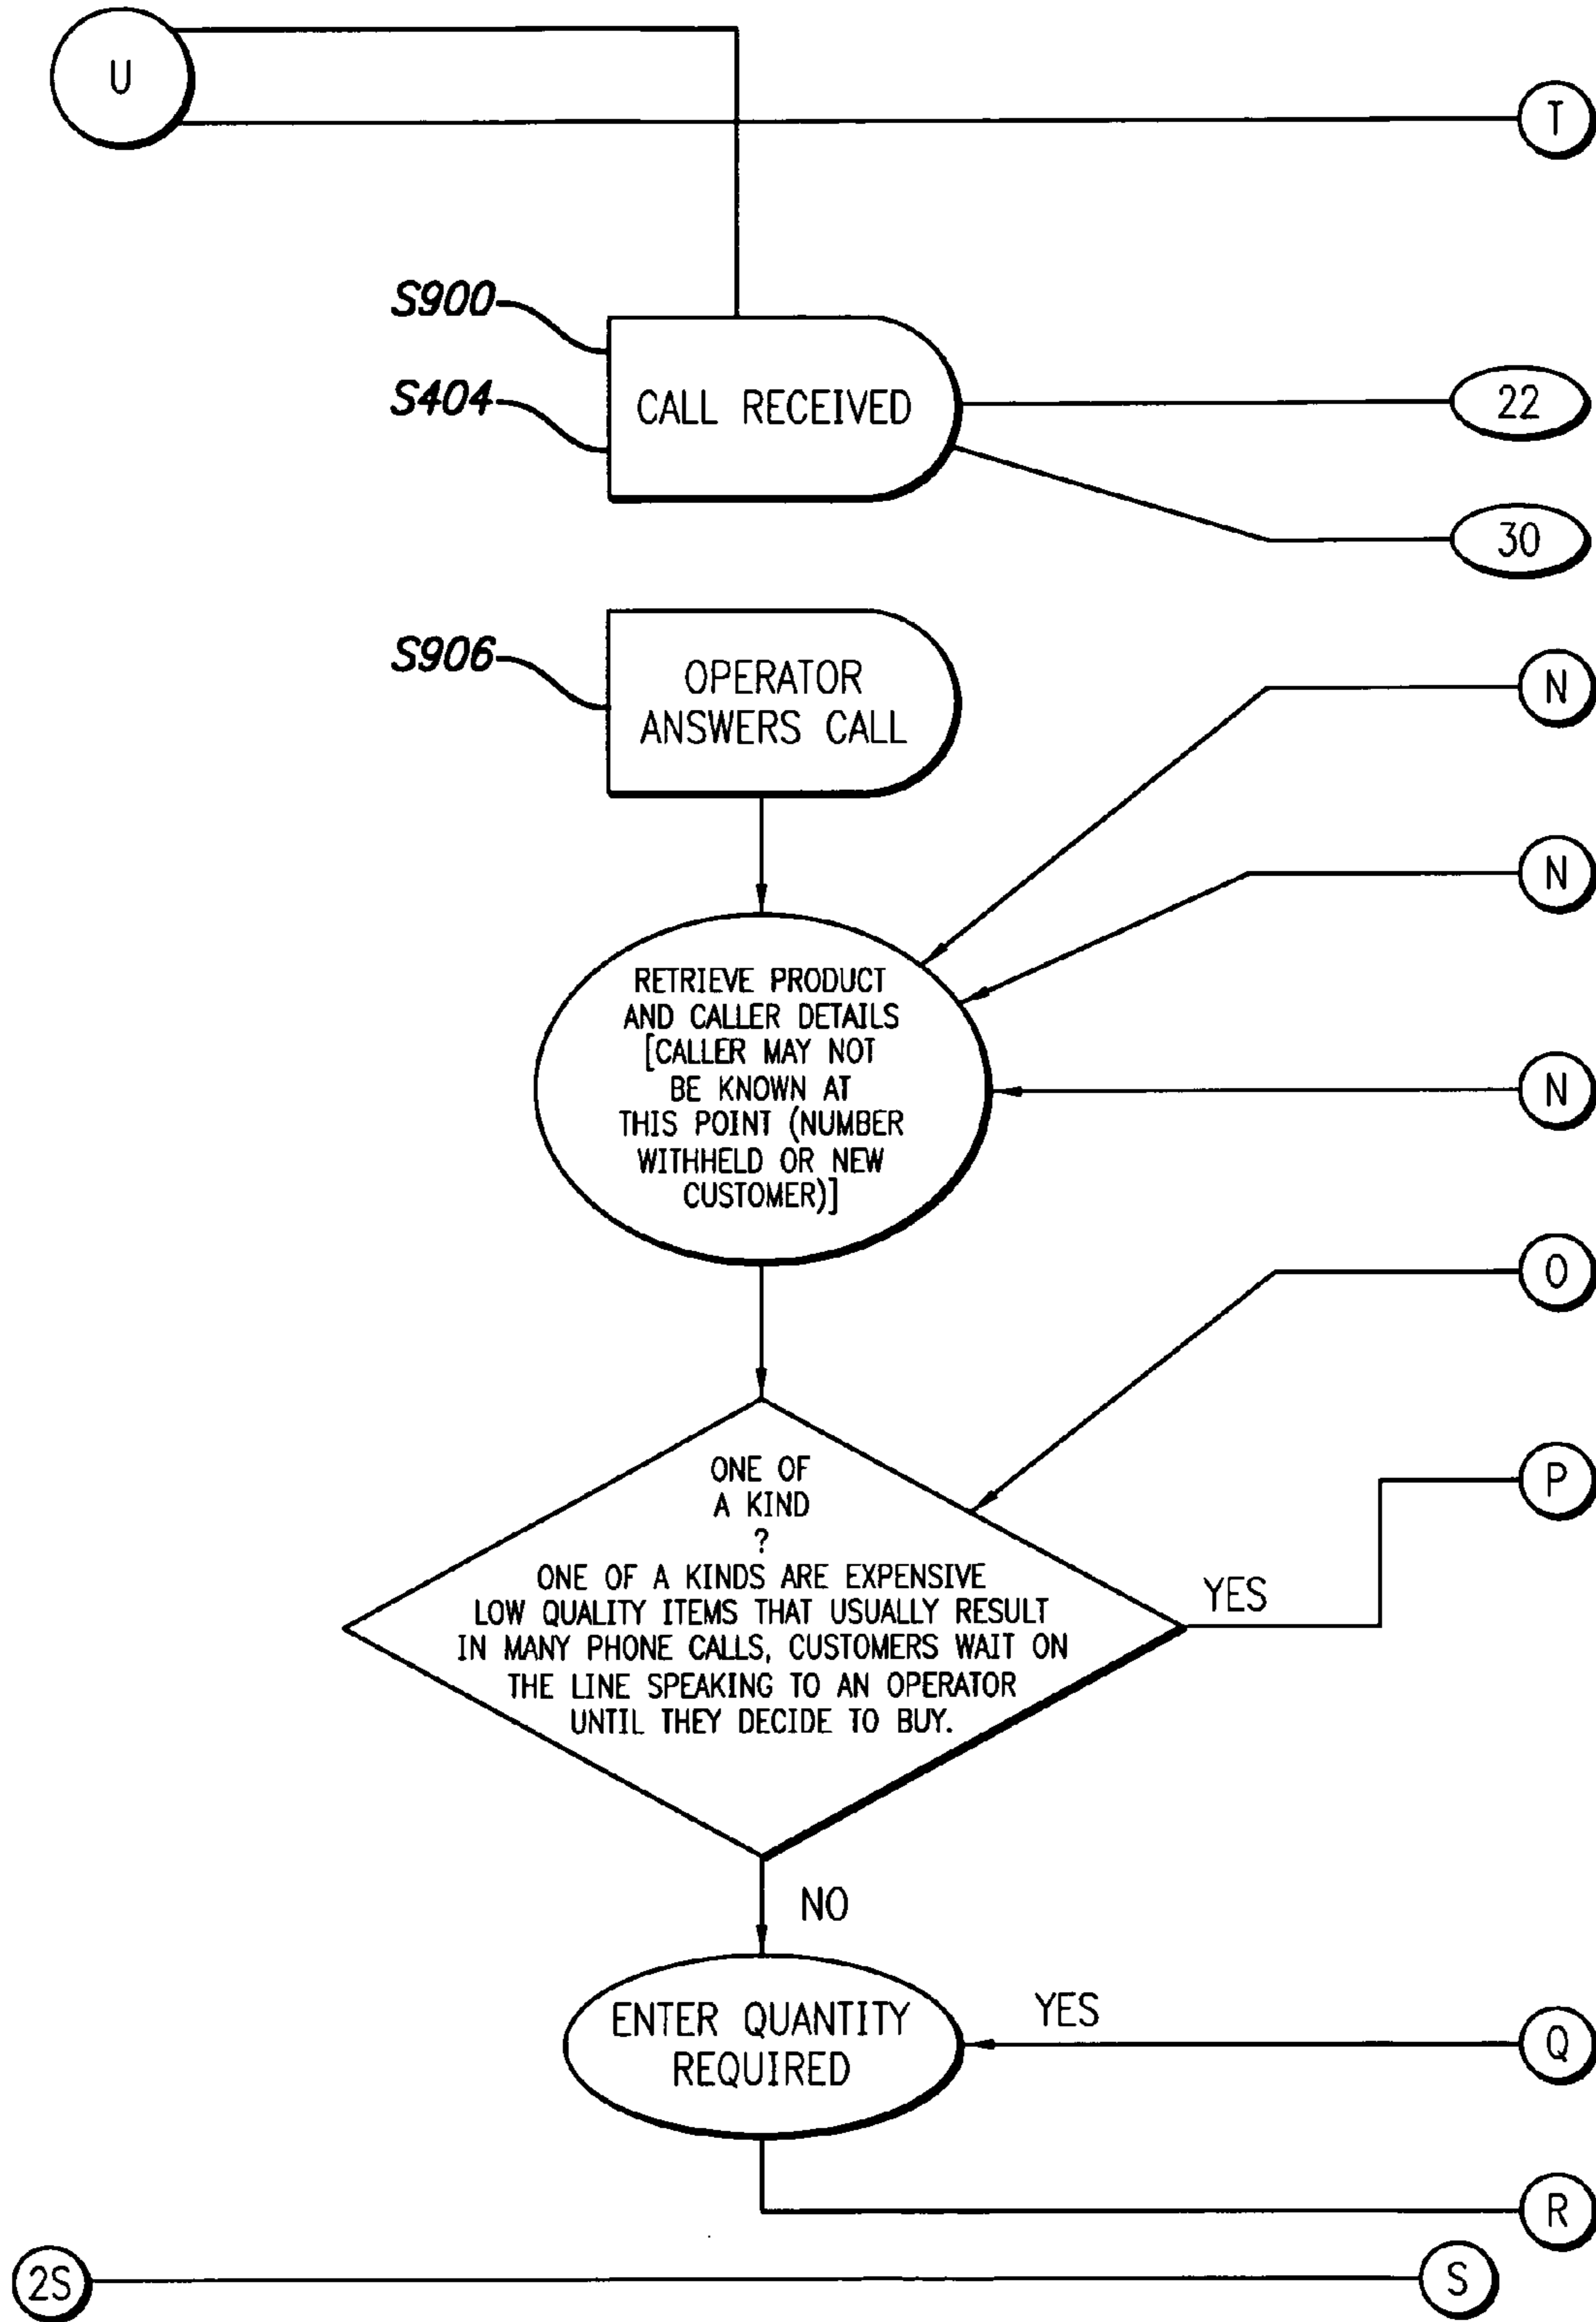 U
T
S900
S404
CALL RECEIVED
22
30
S906
OPERATOR
ANSWERS CALL
N
N
RETRIEVE PRODUCT
AND CALLER DETAILS
[CALLER MAY NOT
BE KNOWN AT
THIS POINT (NUMBER
WITHHELD OR NEW
CUSTOMER)]
N
O
ONE OF
A KIND
?
ONE OF A KINDS ARE EXPENSIVE
LOW QUALITY ITEMS THAT USUALLY RESULT
IN MANY PHONE CALLS, CUSTOMERS WAIT ON
THE LINE SPEAKING TO AN OPERATOR
UNTIL THEY DECIDE TO BUY.
YES
P
NO
ENTER QUANTITY
REQUIRED
YES
Q
R
2S
S